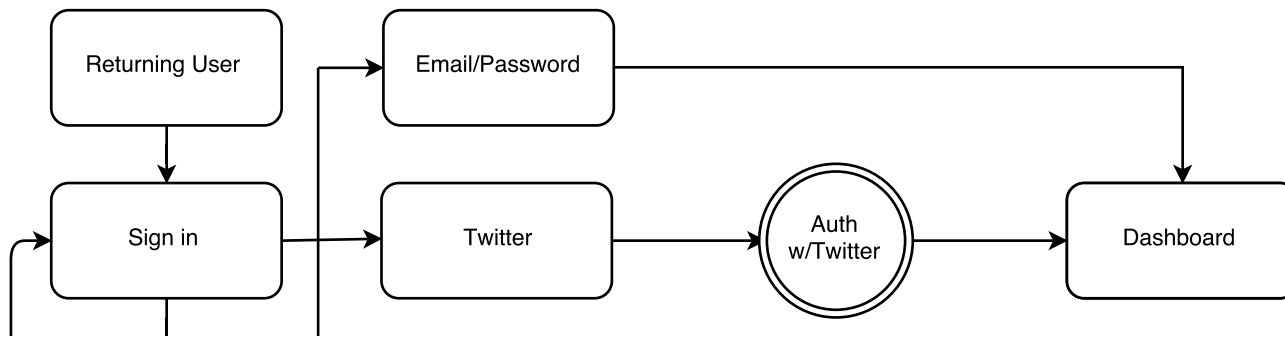 Returning User
Email/Password
Sign in
Twitter
Auth
w/Twitter
Dashboard